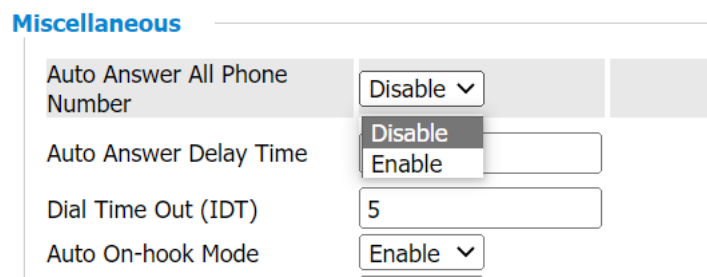 Miscellaneous
Auto Answer All Phone
Number
Disable
Disable
Enable
Auto Answer Delay Time
Dial Time Out (IDT)
5
Auto On-hook Mode
Enable